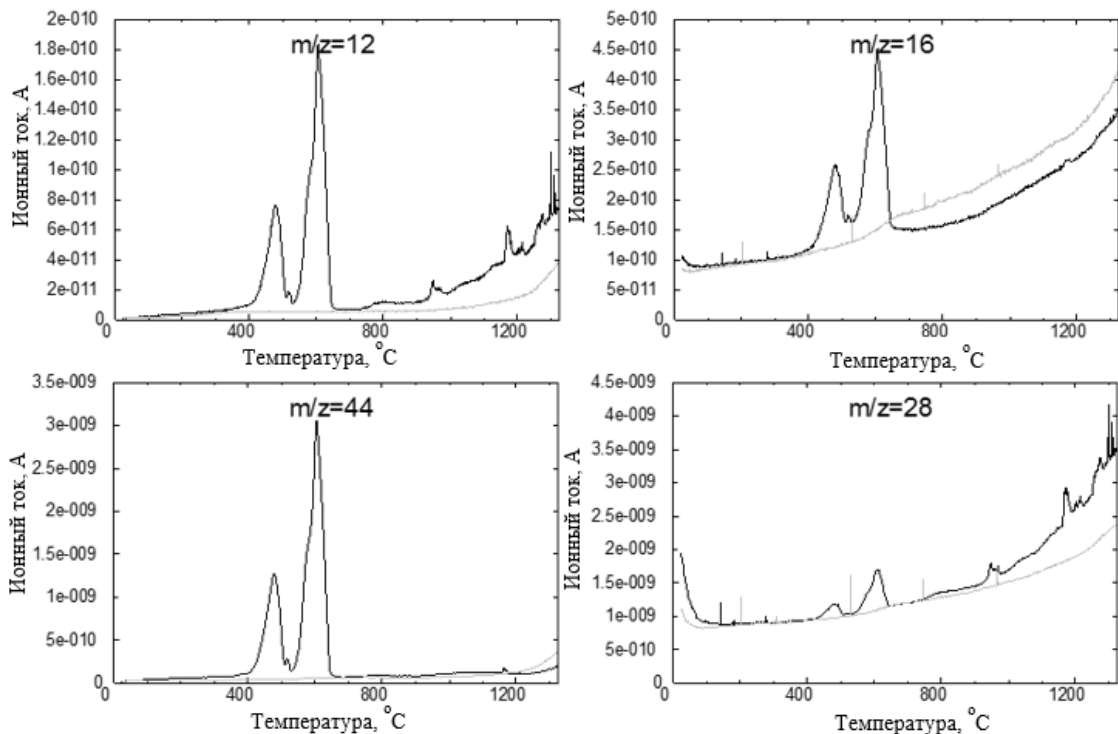 2e-010
1.8e-010
1.6e-010
1.4e-010
1.2e-010
1e-010
8e-011
6e-011
4e-011
2e-011
0
Ионный ток, А
m/z=12
400 600 800 1000 1200
Температура, °С
5e-010
4.5e-010
4e-010
3.5e-010
3e-010
2.5e-010
2e-010
1.5e-010
1e-010
5e-011
0
Ионный ток, А
m/z=16
0 400 800 1200
Температура, °С
3.5e-009
3e-009
2.5e-009
2e-009
1.5e-009
1e-009
5e-010
0
Ионный ток, А
m/z=44
400 600 800 1000 1200
Температура, °С
4.5e-009
4e-009
3.5e-009
3e-009
2.5e-009
2e-009
1.5e-009
1e-009
5e-010
0
Ионный ток, А
m/z=28
0 400 800 1200
Температура, °С